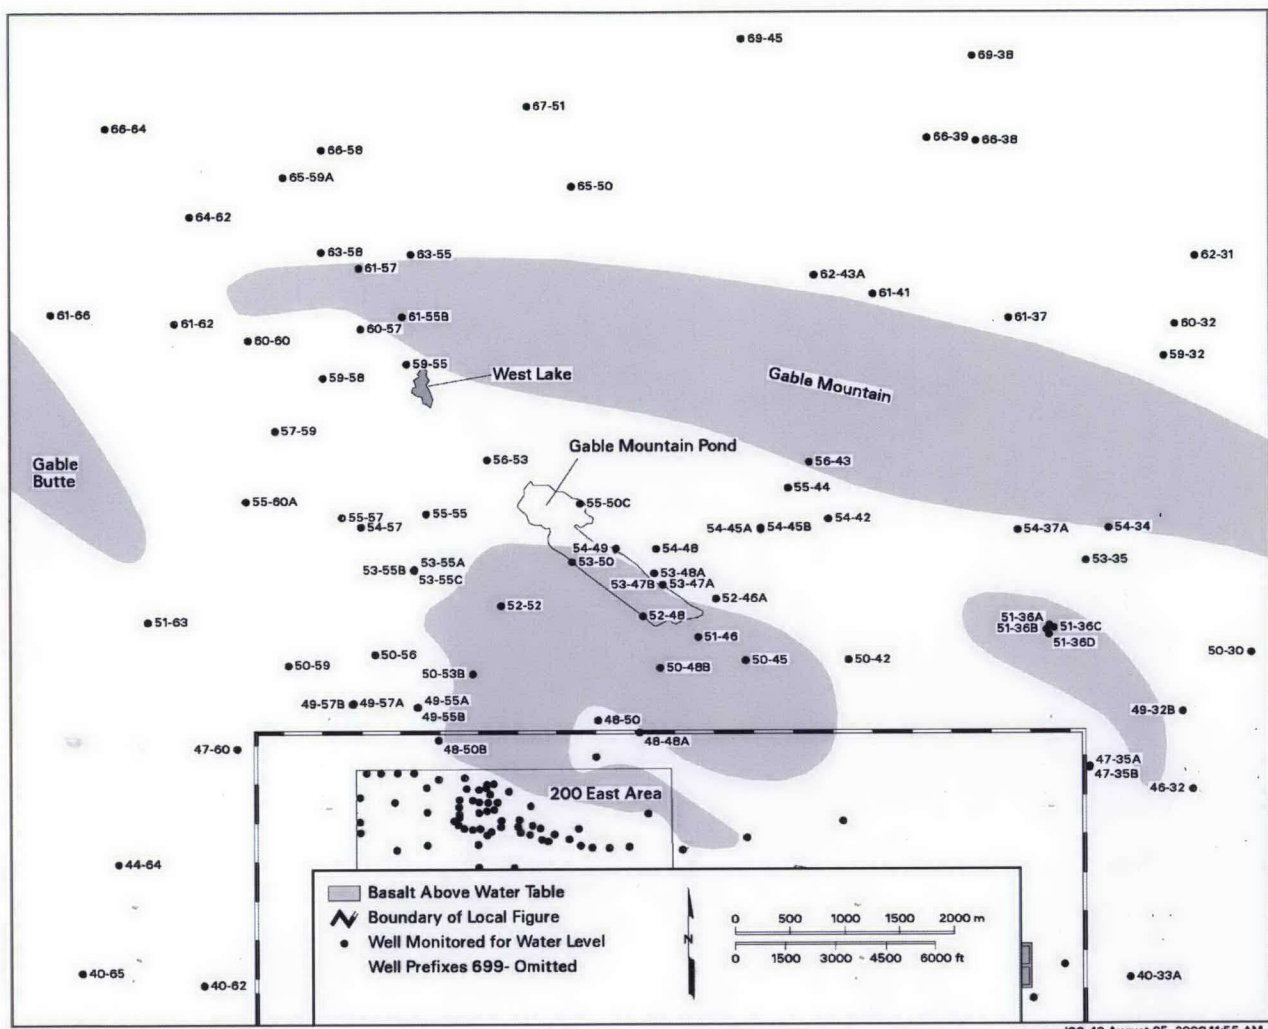 69-45
69-38
67-51
66-64
66-39
66-38
66-58
65-59A
65-50
64-62
63-58
63-55
62-31
61-57
62-43A
61-41
61-66
61-62
61-55B
61-37
60-57
60-32
60-60
59-32
59-55
West Lake
59-58
Gable Mountain
57-59
Gable Mountain Pond
Gable
Butte
56-53
56-43
55-44
55-60A
55-50C
55-57
55-55
54-57
54-45A
54-45B
54-42
54-37A
54-34
54-49
54-48
53-50
53-35
53-55B
53-55A
53-55C
53-48A
53-47B
53-47A
52-46A
52-52
52-48
51-63
51-46
51-36A
51-36B
51-36C
51-36D
50-59
50-56
50-53B
50-48B
50-45
50-42
50-30
49-57B
49-57A
49-55A
49-55B
49-32B
48-50
48-48A
47-60
48-50B
47-35A
47-35B
46-32
200 East Area
44-64
Basalt Above Water Table
Boundary of Local Figure
Well Monitored for Water Level
Well Prefixes 699- Omitted
N
0 500 1000 1500 2000 m
0 1500 3000 4500 6000 ft
40-65
40-62
40-33A